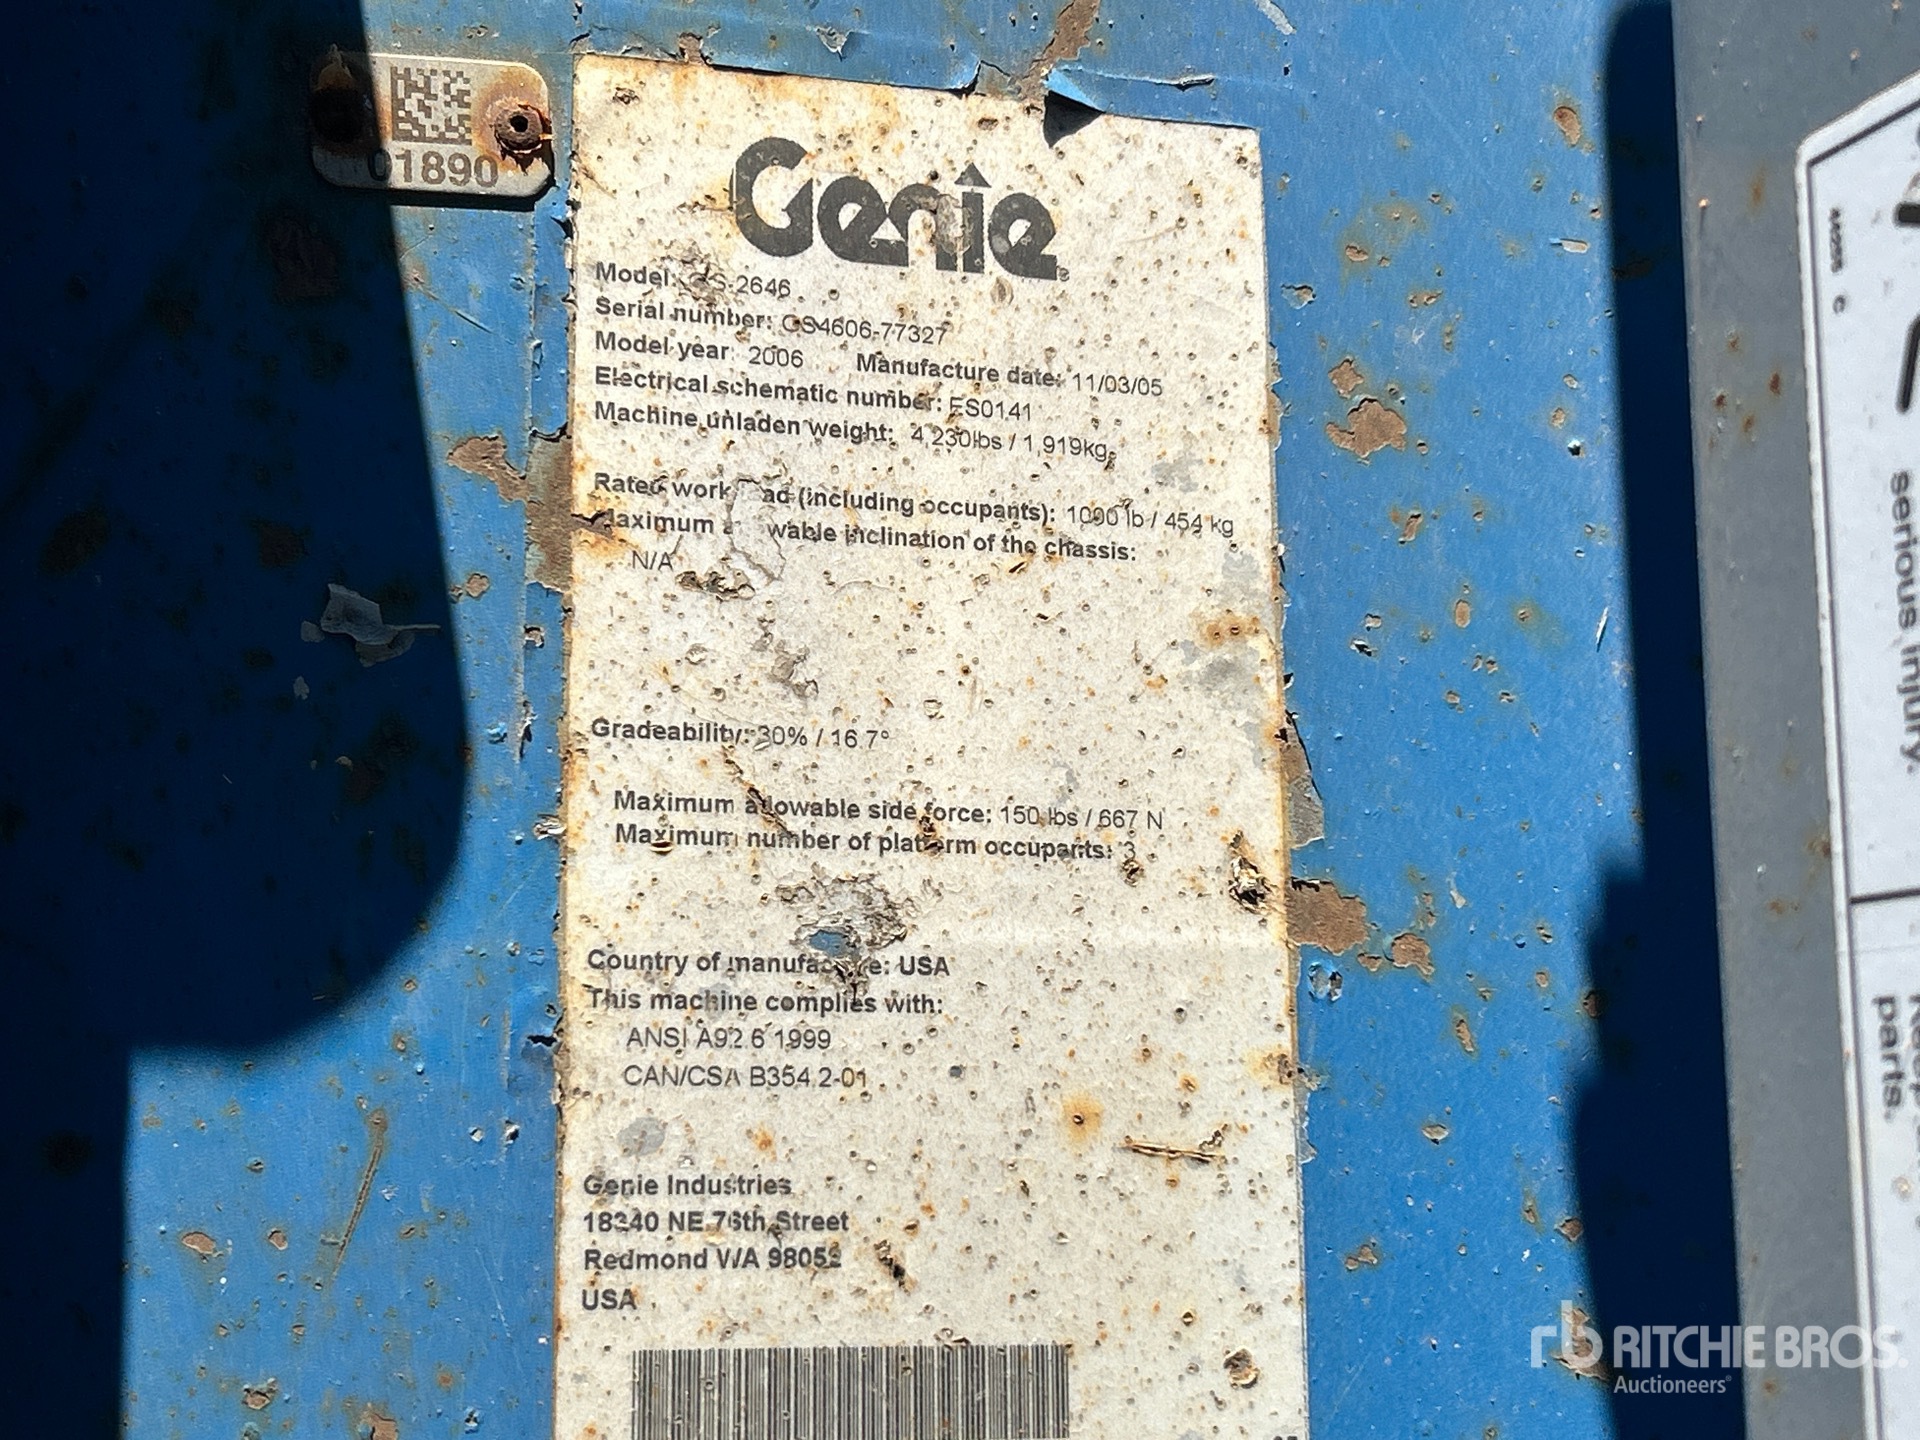 01890
Genie
Model: GS-2646
Serial number: GS4606-77327
Model year: 2006 Manufacture date: 11/03/05
Electrical schematic number: ES0141
Machine unladen weight: 4,230lbs / 1,919kg
Rated work load (including occupants): 1000 lb / 454 kg
Maximum allowable inclination of the chassis:
N/A
Gradeability: 30% / 16.7°
Maximum allowable side force: 150 lbs / 667 N
Maximum number of platform occupants: 3
Country of manufacture: USA
This machine complies with:
ANSI A92.6 1999
CAN/CSA B354.2-01
Genie Industries
18340 NE 76th Street
Redmond WA 98052
USA
serious injury.
parts.
rb RITCHIE BROS.
Auctioneers